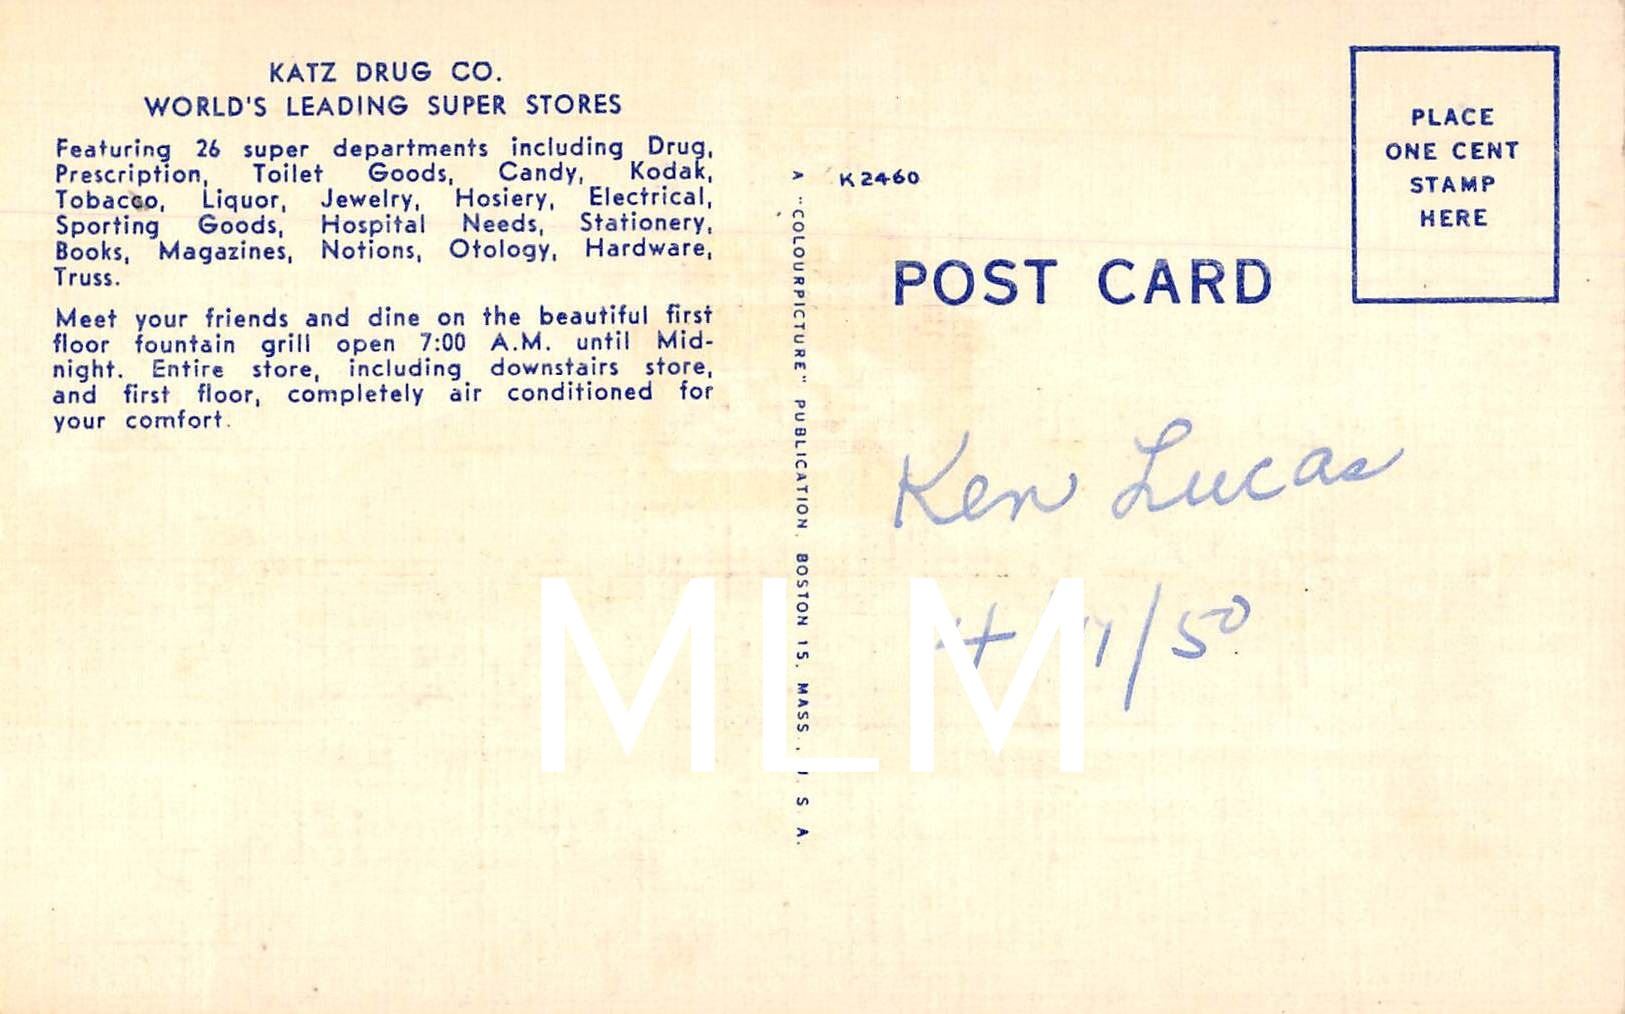 KATZ DRUG CO.
WORLD'S LEADING SUPER STORES
Featuring 26 super departments including Drug,
Prescription, Toilet Goods, Candy, Kodak,
Tobacco, Liquor, Jewelry, Hosiery, Electrical,
Sporting Goods, Hospital Needs, Stationery,
Books, Magazines, Notions, Otology, Hardware,
Truss.
Meet your friends and dine on the beautiful first
floor fountain grill open 7:00 A.M. until Mid-
night. Entire store, including downstairs store,
and first floor, completely air conditioned for
your comfort.
A "COLOURPICTURE" PUBLICATION, BOSTON 15, MASS., U. S. A.
K2460
POST CARD
PLACE
ONE CENT
STAMP
HERE
Ken Lucas
MLM